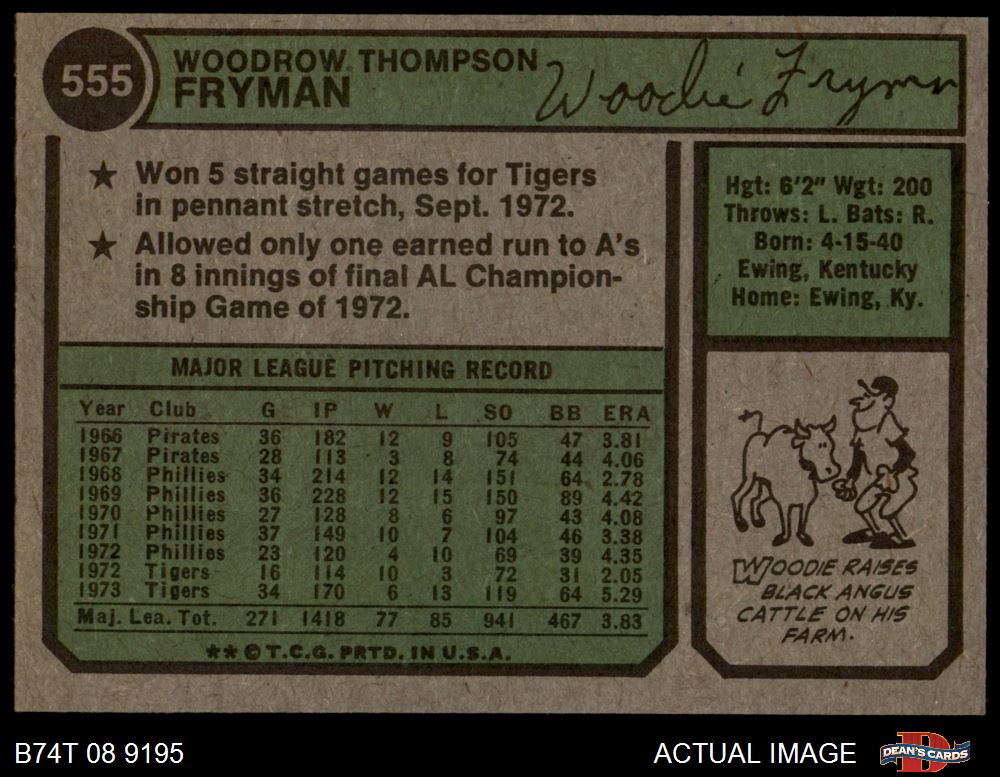 555
WOODROW THOMPSON
FRYMAN
Woodie Fryman
★ Won 5 straight games for Tigers
in pennant stretch, Sept. 1972.
★ Allowed only one earned run to A's
in 8 innings of final AL Champion-
ship Game of 1972.
Hgt: 6'2" Wgt: 200
Throws: L. Bats: R.
Born: 4-15-40
Ewing, Kentucky
Home: Ewing, Ky.
MAJOR LEAGUE PITCHING RECORD
Year Club G IP W L SO BB ERA
1966 Pirates 36 182 12 9 105 47 3.81
1967 Pirates 28 113 3 8 74 44 4.06
1968 Phillies 34 214 12 14 151 64 2.78
1969 Phillies 36 228 12 15 150 89 4.42
1970 Phillies 27 128 8 6 97 43 4.08
1971 Phillies 37 149 10 7 104 46 3.38
1972 Phillies 23 120 4 10 69 39 4.35
1972 Tigers 16 114 10 3 72 31 2.05
1973 Tigers 34 170 6 13 119 64 5.29
Maj. Lea. Tot. 271 1418 77 85 941 467 3.83
** © T.C.G. PRTD. IN U.S.A.
WOODIE RAISES
BLACK ANGUS
CATTLE ON HIS
FARM.
B74T 08 9195
ACTUAL IMAGE
DEAN'S CARDS